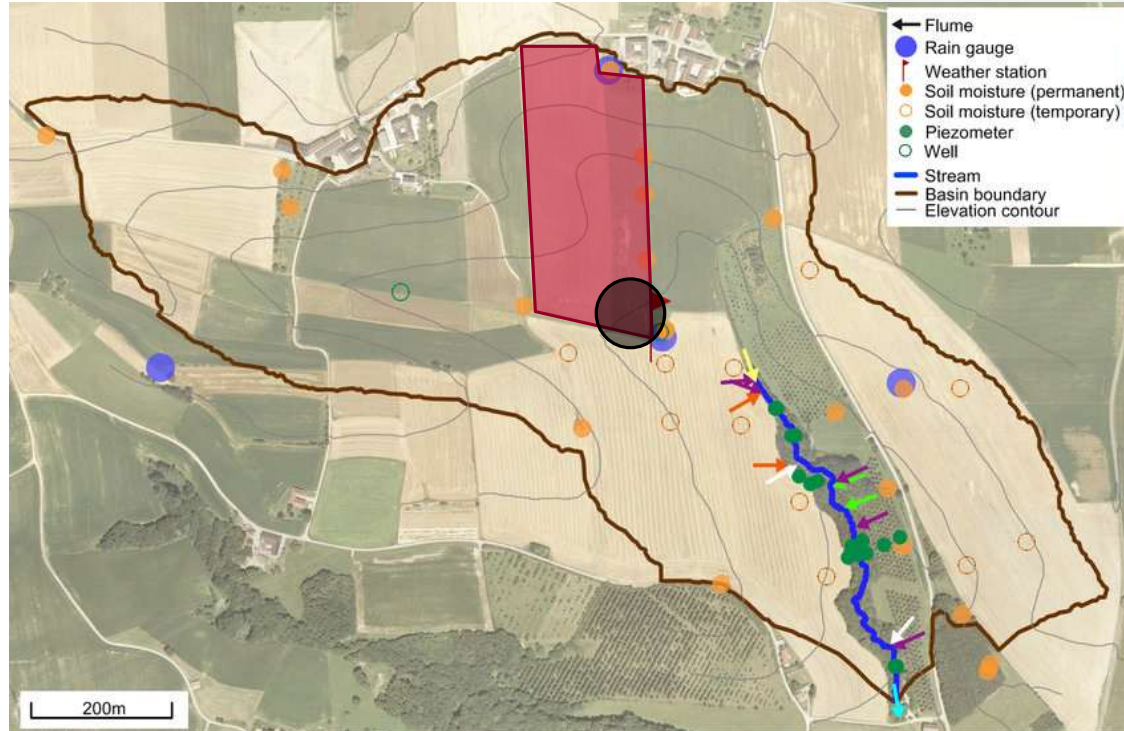 Flume
Rain gauge
Weather station
Soil moisture (permanent)
Soil moisture (temporary)
Piezometer
Well
Stream
Basin boundary
Elevation contour
200m